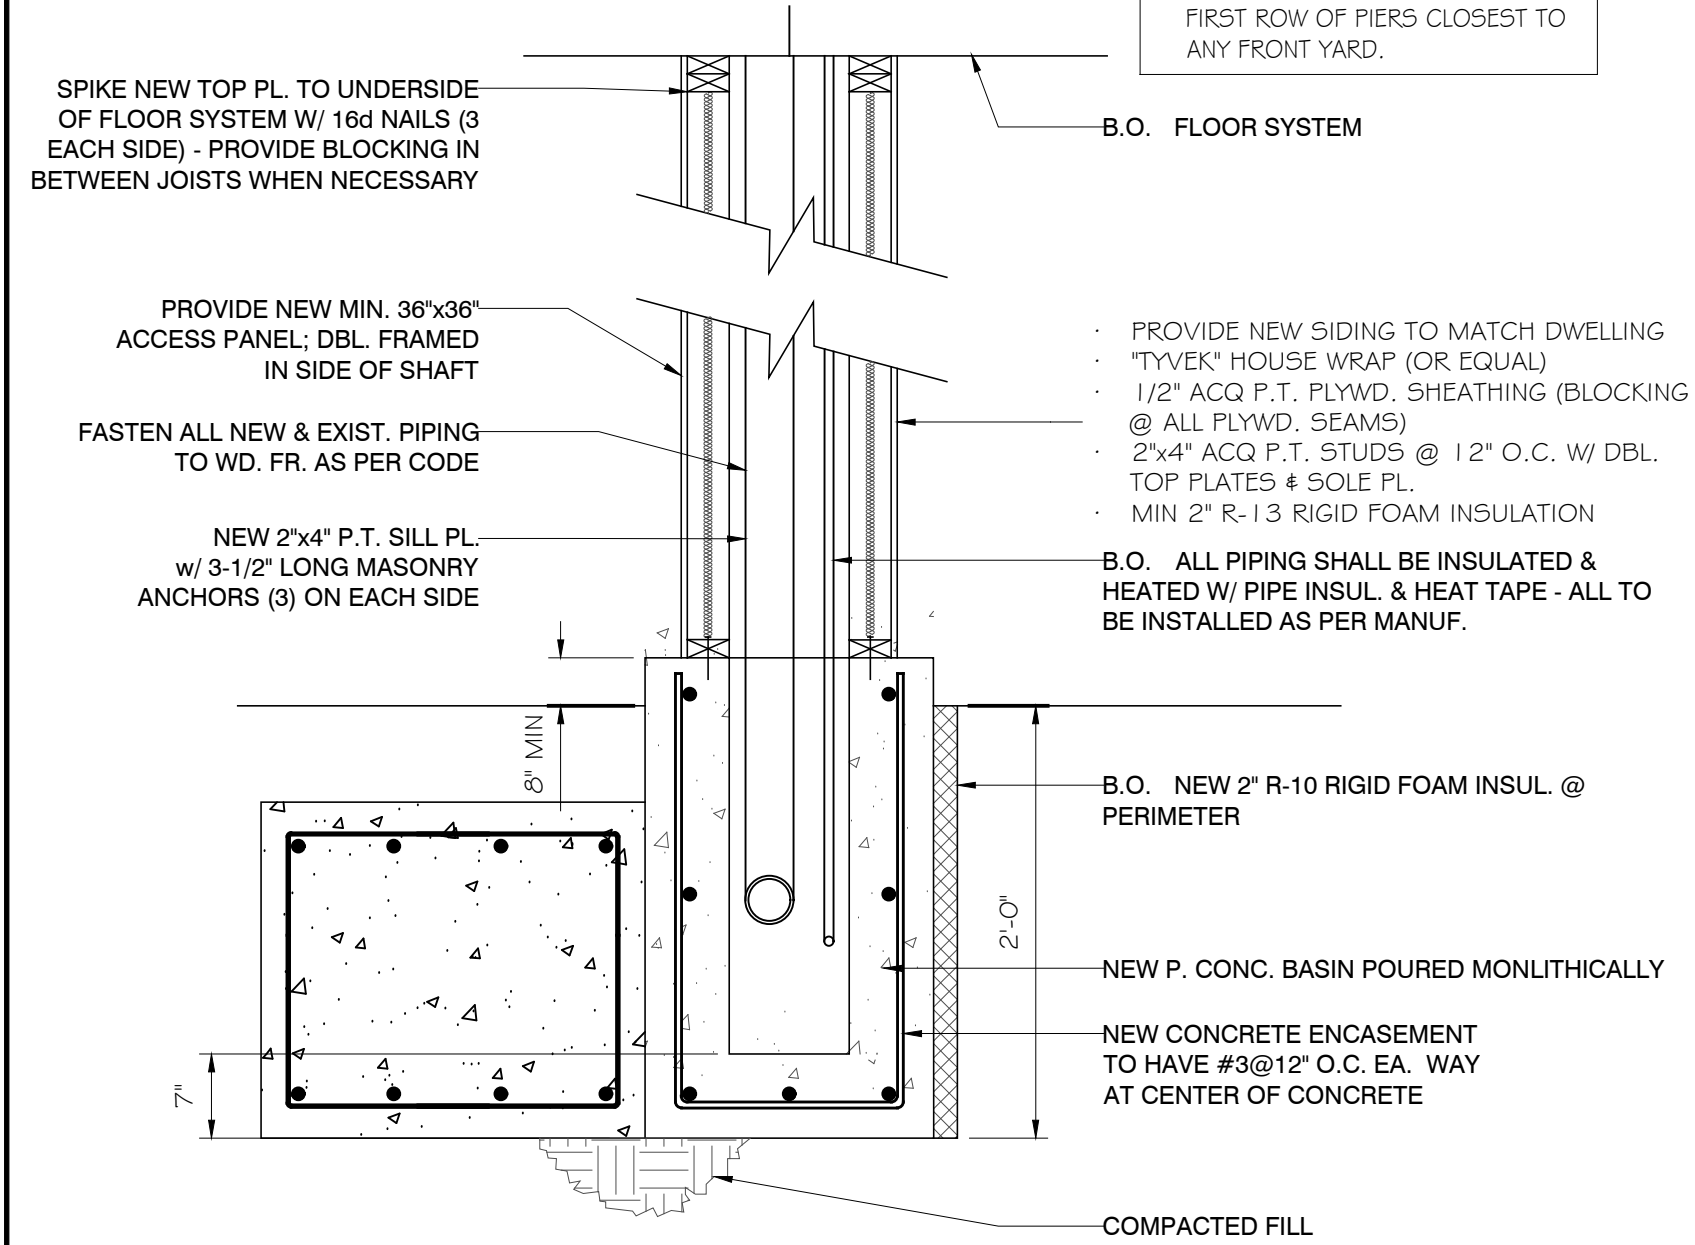 FIRST ROW OF PIERS CLOSEST TO
ANY FRONT YARD.
SPIKE NEW TOP PL. TO UNDERSIDE
OF FLOOR SYSTEM W/ 16d NAILS (3
EACH SIDE) - PROVIDE BLOCKING IN
BETWEEN JOISTS WHEN NECESSARY
B.O. FLOOR SYSTEM
PROVIDE NEW MIN. 36"x36"
ACCESS PANEL; DBL. FRAMED
IN SIDE OF SHAFT
FASTEN ALL NEW & EXIST. PIPING
TO WD. FR. AS PER CODE
NEW 2"x4" P.T. SILL PL.
w/ 3-1/2" LONG MASONRY
ANCHORS (3) ON EACH SIDE
· PROVIDE NEW SIDING TO MATCH DWELLING
· "TYVEK" HOUSE WRAP (OR EQUAL)
· 1/2" ACQ P.T. PLYWD. SHEATHING (BLOCKING
@ ALL PLYWD. SEAMS)
· 2"x4" ACQ P.T. STUDS @ 12" O.C. W/ DBL.
TOP PLATES & SOLE PL.
· MIN 2" R-13 RIGID FOAM INSULATION
B.O. ALL PIPING SHALL BE INSULATED &
HEATED W/ PIPE INSUL. & HEAT TAPE - ALL TO
BE INSTALLED AS PER MANUF.
8" MIN
B.O. NEW 2" R-10 RIGID FOAM INSUL. @
PERIMETER
2'-0"
NEW P. CONC. BASIN POURED MONLITHICALLY
NEW CONCRETE ENCASEMENT
TO HAVE #3@12" O.C. EA. WAY
AT CENTER OF CONCRETE
7"
COMPACTED FILL